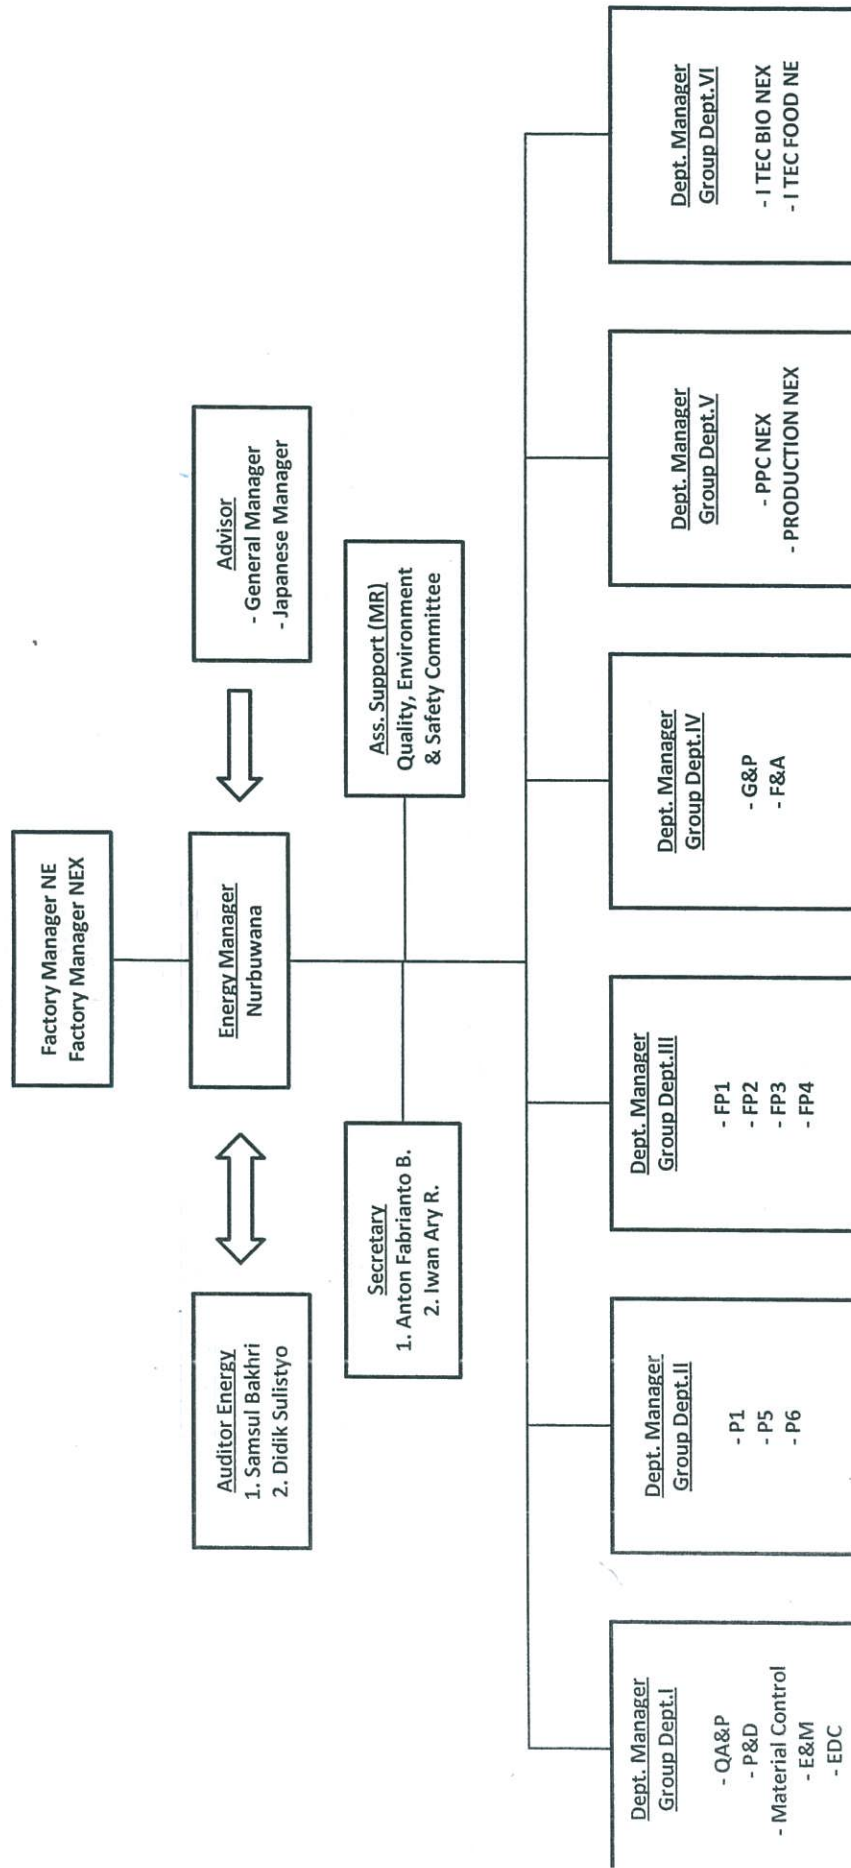 Factory Manager NE
Factory Manager NEX
Energy Manager
Nurbuwana
Auditor Energy
1. Samsul Bakhri
2. Didik Sulistyo
Advisor
- General Manager
- Japanese Manager
Secretary
1. Anton Fabrianto B.
2. Iwan Ary R.
Ass. Support (MR)
Quality, Environment
& Safety Committee
Dept. Manager
Group Dept.I
- QA&P
- P&D
- Material Control
- E&M
- EDC
Dept. Manager
Group Dept.II
- P1
- P5
- P6
Dept. Manager
Group Dept.III
- FP1
- FP2
- FP3
- FP4
Dept. Manager
Group Dept.IV
- G&P
- F&A
Dept. Manager
Group Dept.V
- PPC NEX
- PRODUCTION NEX
Dept. Manager
Group Dept.VI
- I TEC BIO NEX
- I TEC FOOD NE